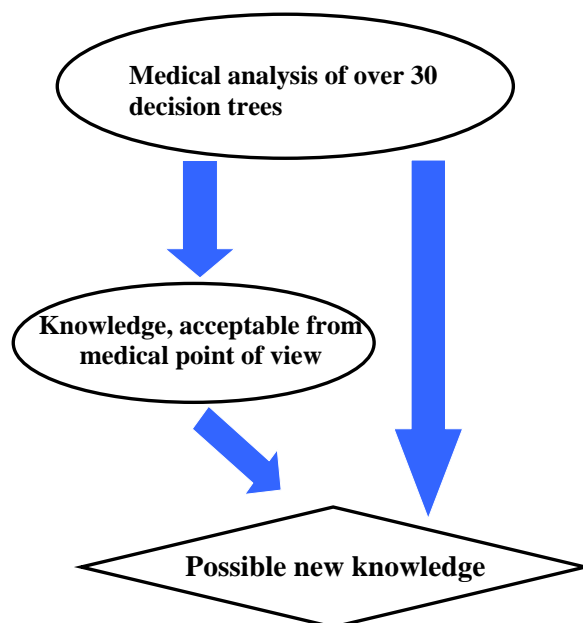 Medical analysis of over 30
decision trees
Knowledge, acceptable from
medical point of view
Possible new knowledge